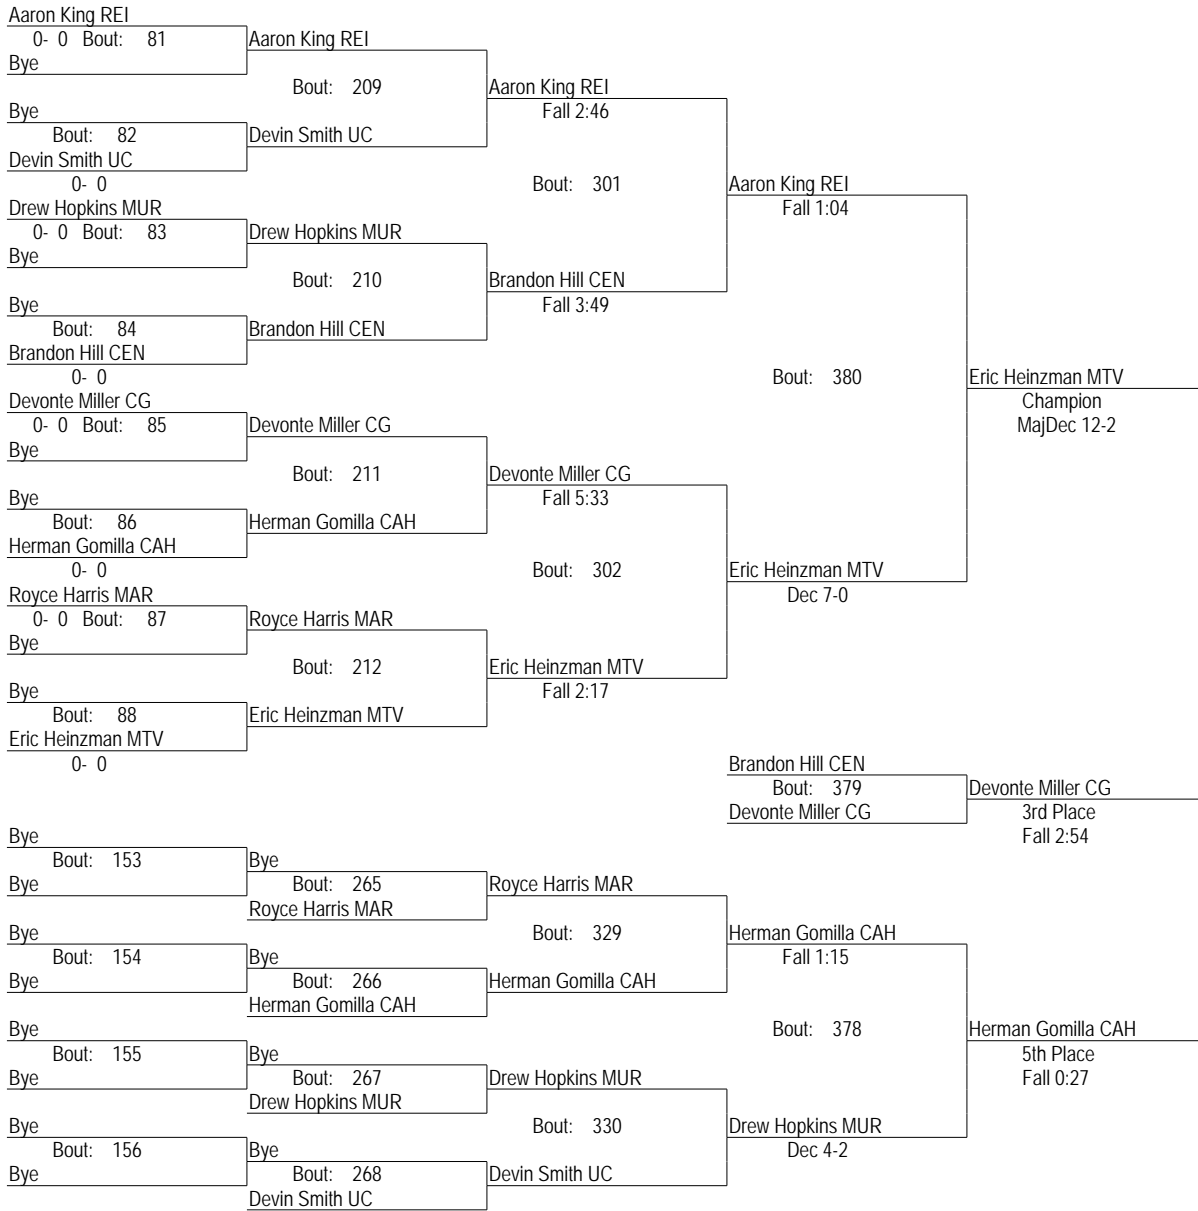 Aaron King REI
0- 0 Bout: 81
Aaron King REI
Bye
Bout: 209
Aaron King REI
Bye
Fall 2:46
Bout: 82
Devin Smith UC
Devin Smith UC
0- 0
Bout: 301
Aaron King REI
Drew Hopkins MUR
Fall 1:04
0- 0 Bout: 83
Drew Hopkins MUR
Bye
Bout: 210
Brandon Hill CEN
Bye
Fall 3:49
Bout: 84
Brandon Hill CEN
Brandon Hill CEN
0- 0
Bout: 380
Eric Heinzman MTV
Devonte Miller CG
Champion
0- 0 Bout: 85
Devonte Miller CG
MajDec 12-2
Bye
Bout: 211
Devonte Miller CG
Bye
Fall 5:33
Bout: 86
Herman Gomilla CAH
Herman Gomilla CAH
0- 0
Bout: 302
Eric Heinzman MTV
Royce Harris MAR
Dec 7-0
0- 0 Bout: 87
Royce Harris MAR
Bye
Bout: 212
Eric Heinzman MTV
Bye
Fall 2:17
Bout: 88
Eric Heinzman MTV
Eric Heinzman MTV
0- 0
Brandon Hill CEN
Bout: 379
Devonte Miller CG
Devonte Miller CG
3rd Place
Bye
Fall 2:54
Bout: 153
Bye
Bye
Bout: 265
Royce Harris MAR
Royce Harris MAR
Bye
Bout: 329
Herman Gomilla CAH
Bout: 154
Bye
Fall 1:15
Bye
Bout: 266
Herman Gomilla CAH
Herman Gomilla CAH
Bye
Bout: 378
Herman Gomilla CAH
Bout: 155
Bye
5th Place
Bye
Bout: 267
Drew Hopkins MUR
Fall 0:27
Drew Hopkins MUR
Bye
Bout: 330
Drew Hopkins MUR
Bout: 156
Bye
Dec 4-2
Bye
Bout: 268
Devin Smith UC
Devin Smith UC